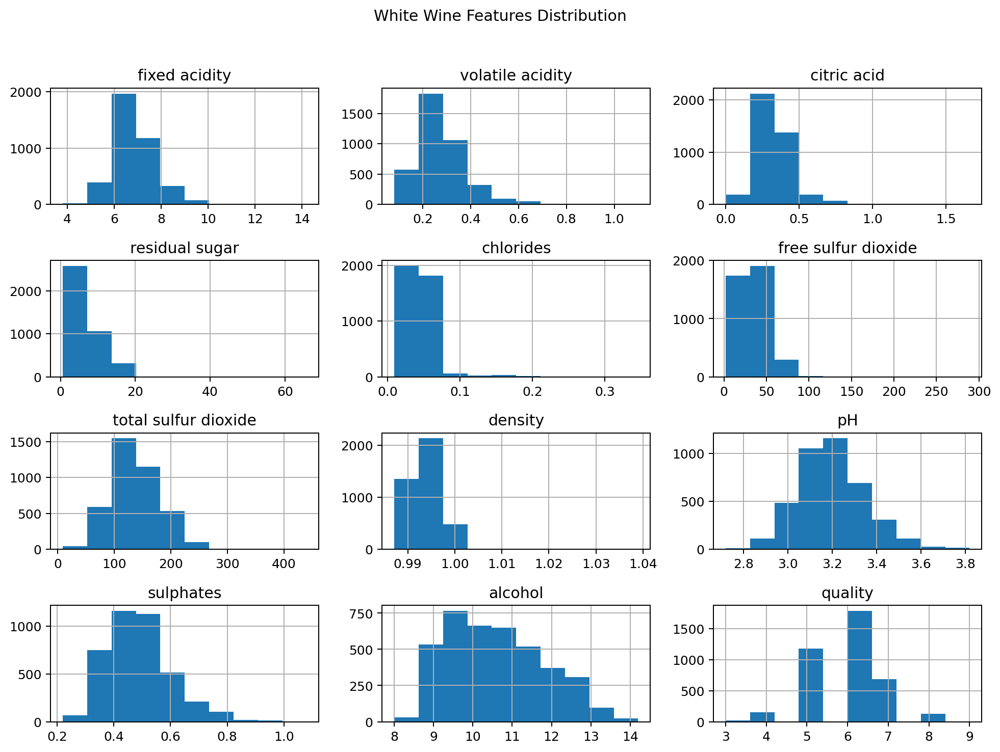 White Wine Features Distribution
fixed acidity
2000
1000
0
4 6 8 10 12 14
volatile acidity
1500
1000
500
0
0.2 0.4 0.6 0.8 1.0
citric acid
2000
1000
0
0.0 0.5 1.0 1.5
residual sugar
2000
1000
0
0 20 40 60
chlorides
2000
1000
0
0.0 0.1 0.2 0.3
free sulfur dioxide
2000
1000
0
0 50 100 150 200 250 300
total sulfur dioxide
1500
1000
500
0
0 100 200 300 400
density
2000
1000
0
0.99 1.00 1.01 1.02 1.03 1.04
pH
1000
500
0
2.8 3.0 3.2 3.4 3.6 3.8
sulphates
1000
500
0
0.2 0.4 0.6 0.8 1.0
alcohol
750
500
250
0
8 9 10 11 12 13 14
quality
1500
1000
500
0
3 4 5 6 7 8 9